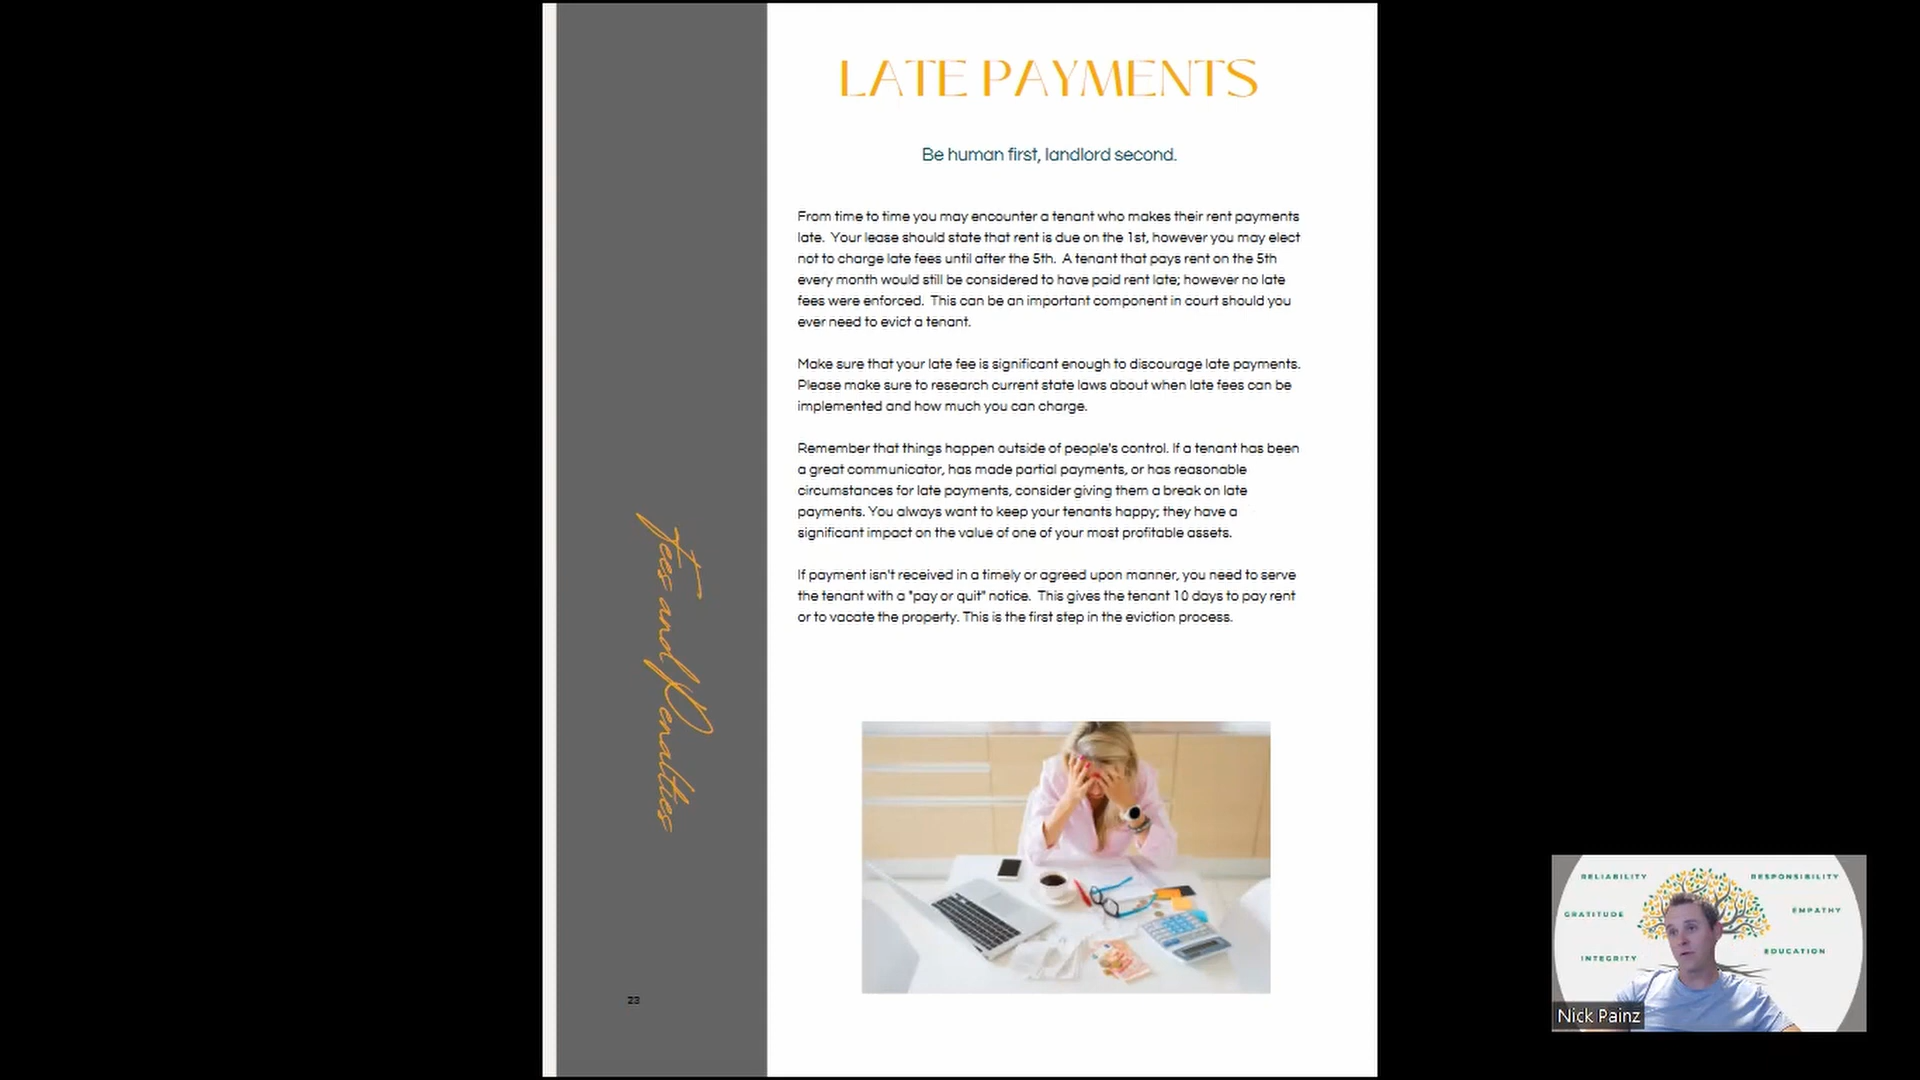 LATE PAYMENTS
Be human first, landlord second.
From time to time you may encounter a tenant who makes their rent payments
late. Your lease should state that rent is due on the 1st, however you may elect
not to charge late fees until after the 5th. A tenant that pays rent on the 5th
every month would still be considered to have paid rent late; however no late
fees were enforced. This can be an important component in court should you
ever need to evict a tenant.
Make sure that your late fee is significant enough to discourage late payments.
Please make sure to research current state laws about when late fees can be
implemented and how much you can charge.
Remember that things happen outside of people's control. If a tenant has been
a great communicator, has made partial payments, or has reasonable
circumstances for late payments, consider giving them a break on late
payments. You always want to keep your tenants happy; they have a
significant impact on the value of one of your most profitable assets.
If payment isn't received in a timely or agreed upon manner, you need to serve
the tenant with a "pay or quit" notice. This gives the tenant 10 days to pay rent
or to vacate the property. This is the first step in the eviction process.
Fees and Penalties
23
RELIABILITY
RESPONSIBILITY
GRATITUDE
EMPATHY
INTEGRITY
EDUCATION
Nick Painz